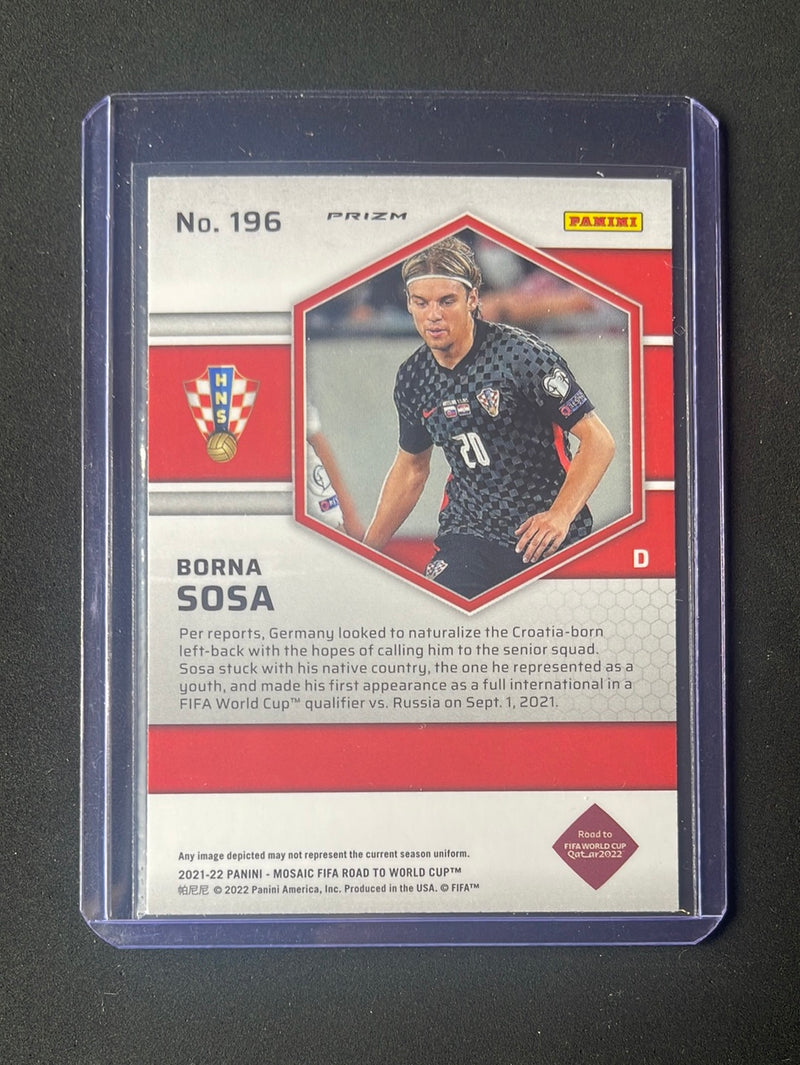 No. 196
PRIZM
PANINI
HNS
20
D
BORNA
SOSA
Per reports, Germany looked to naturalize the Croatia-born
left-back with the hopes of calling him to the senior squad.
Sosa stuck with his native country, the one he represented as a
youth, and made his first appearance as a full international in a
FIFA World Cup™ qualifier vs. Russia on Sept. 1, 2021.
Road to
FIFA WORLD CUP
Qatar2022
Any image depicted may not represent the current season uniform.
2021-22 PANINI - MOSAIC FIFA ROAD TO WORLD CUP™
帕尼尼 © 2022 Panini America, Inc. Produced in the USA. © FIFA™